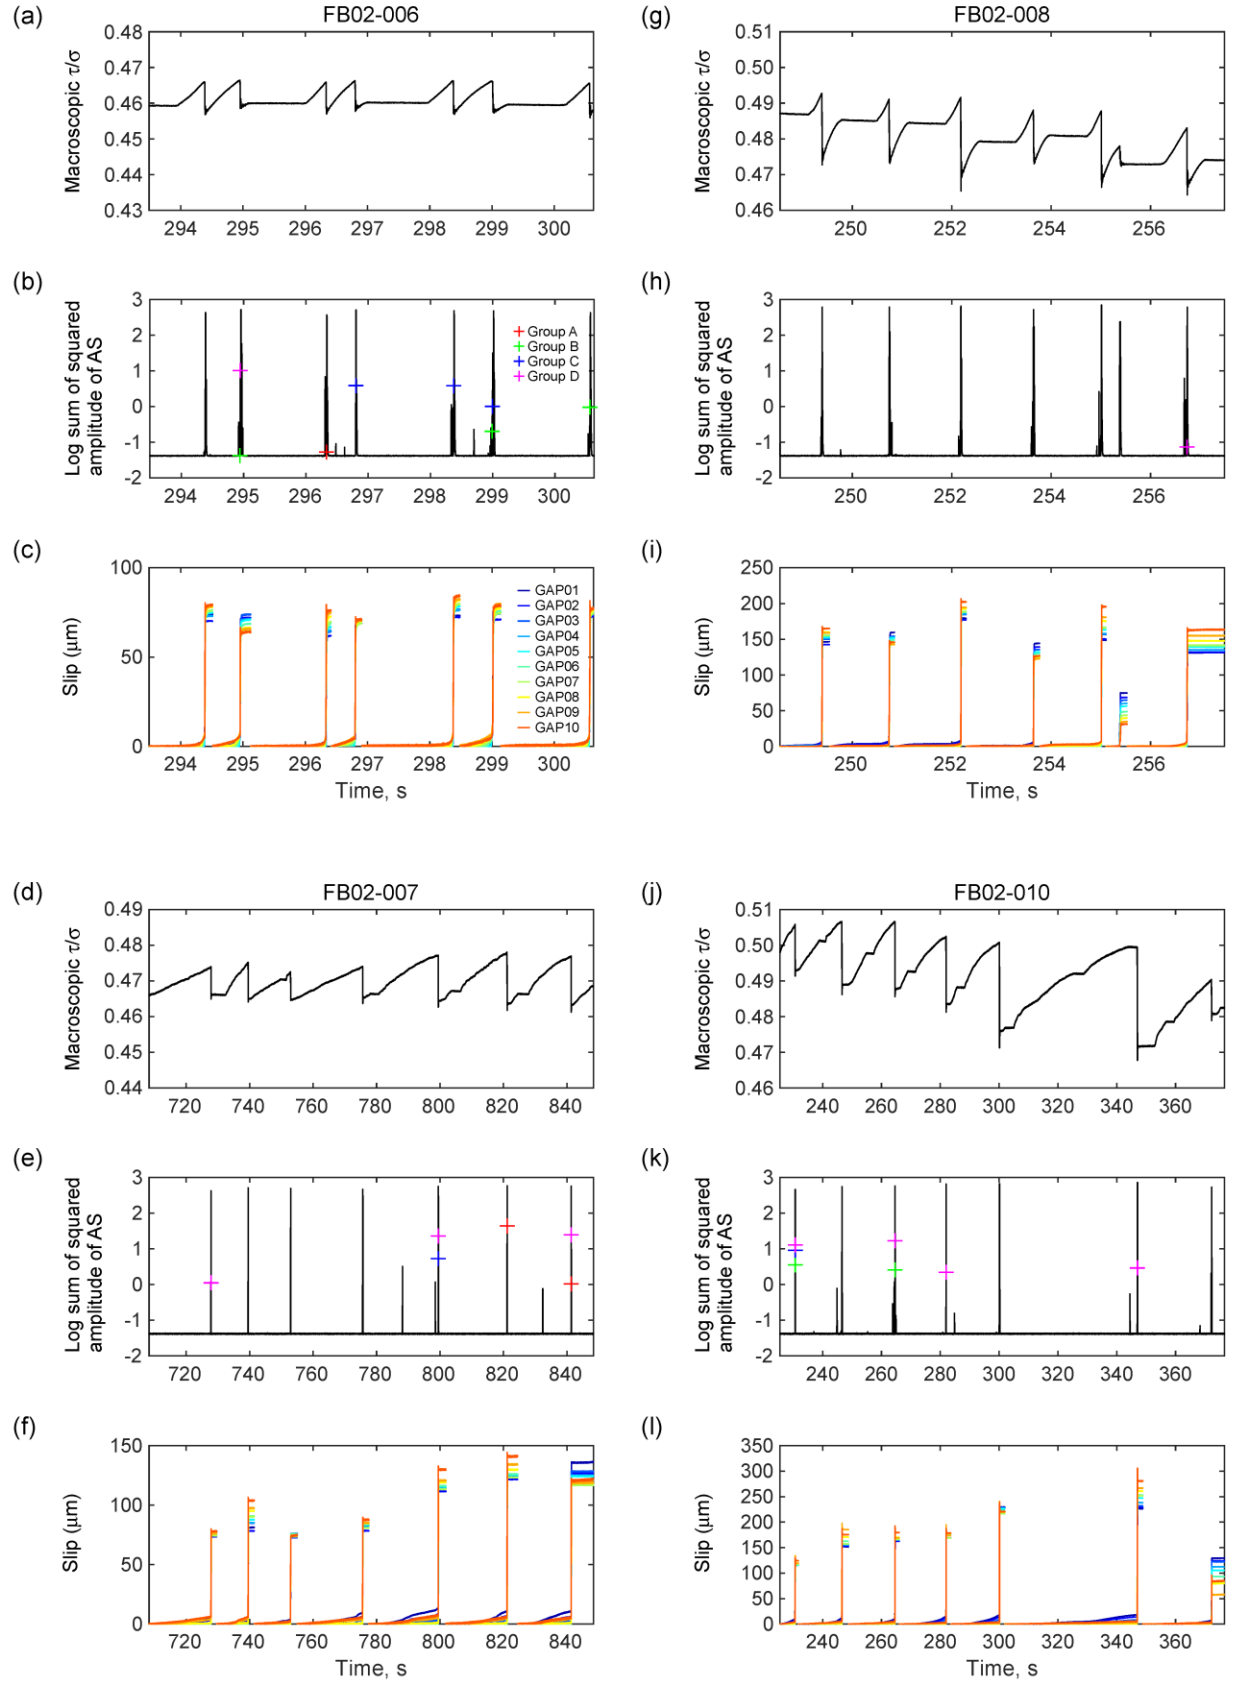 (a)
FB02-006
Macroscopic τ/σ
0.48
0.47
0.46
0.45
0.44
0.43
294 295 296 297 298 299 300
(b)
Log sum of squared
amplitude of AS
3
2
1
0
-1
-2
Group A
Group B
Group C
Group D
294 295 296 297 298 299 300
(c)
Slip (μm)
100
50
0
GAP01
GAP02
GAP03
GAP04
GAP05
GAP06
GAP07
GAP08
GAP09
GAP10
294 295 296 297 298 299 300
Time, s
(g)
FB02-008
Macroscopic τ/σ
0.51
0.50
0.49
0.48
0.47
0.46
250 252 254 256
(h)
Log sum of squared
amplitude of AS
3
2
1
0
-1
-2
250 252 254 256
(i)
Slip (μm)
250
200
150
100
50
0
250 252 254 256
Time, s
(d)
FB02-007
Macroscopic τ/σ
0.49
0.48
0.47
0.46
0.45
0.44
720 740 760 780 800 820 840
(e)
Log sum of squared
amplitude of AS
3
2
1
0
-1
-2
720 740 760 780 800 820 840
(f)
Slip (μm)
150
100
50
0
720 740 760 780 800 820 840
Time, s
(j)
FB02-010
Macroscopic τ/σ
0.51
0.50
0.49
0.48
0.47
0.46
240 260 280 300 320 340 360
(k)
Log sum of squared
amplitude of AS
3
2
1
0
-1
-2
240 260 280 300 320 340 360
(l)
Slip (μm)
350
300
250
200
150
100
50
0
240 260 280 300 320 340 360
Time, s